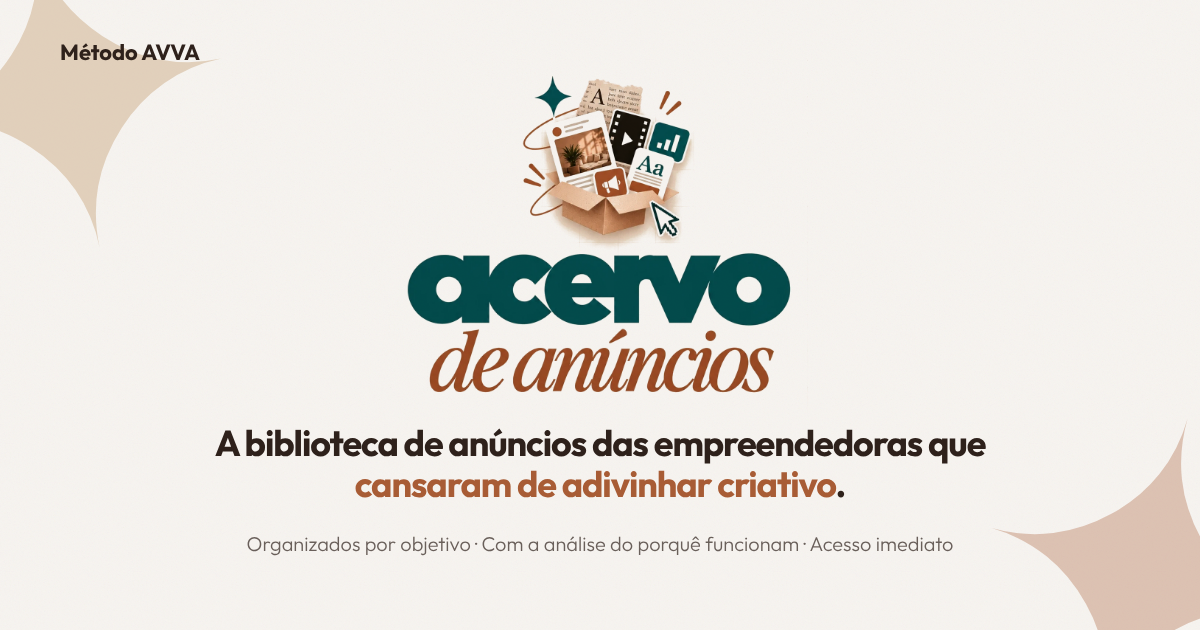 Método AVVA
A
Aa
acervo
de anúncios
A biblioteca de anúncios das empreendedoras que
cansaram de adivinhar criativo.
Organizados por objetivo · Com a análise do porquê funcionam · Acesso imediato